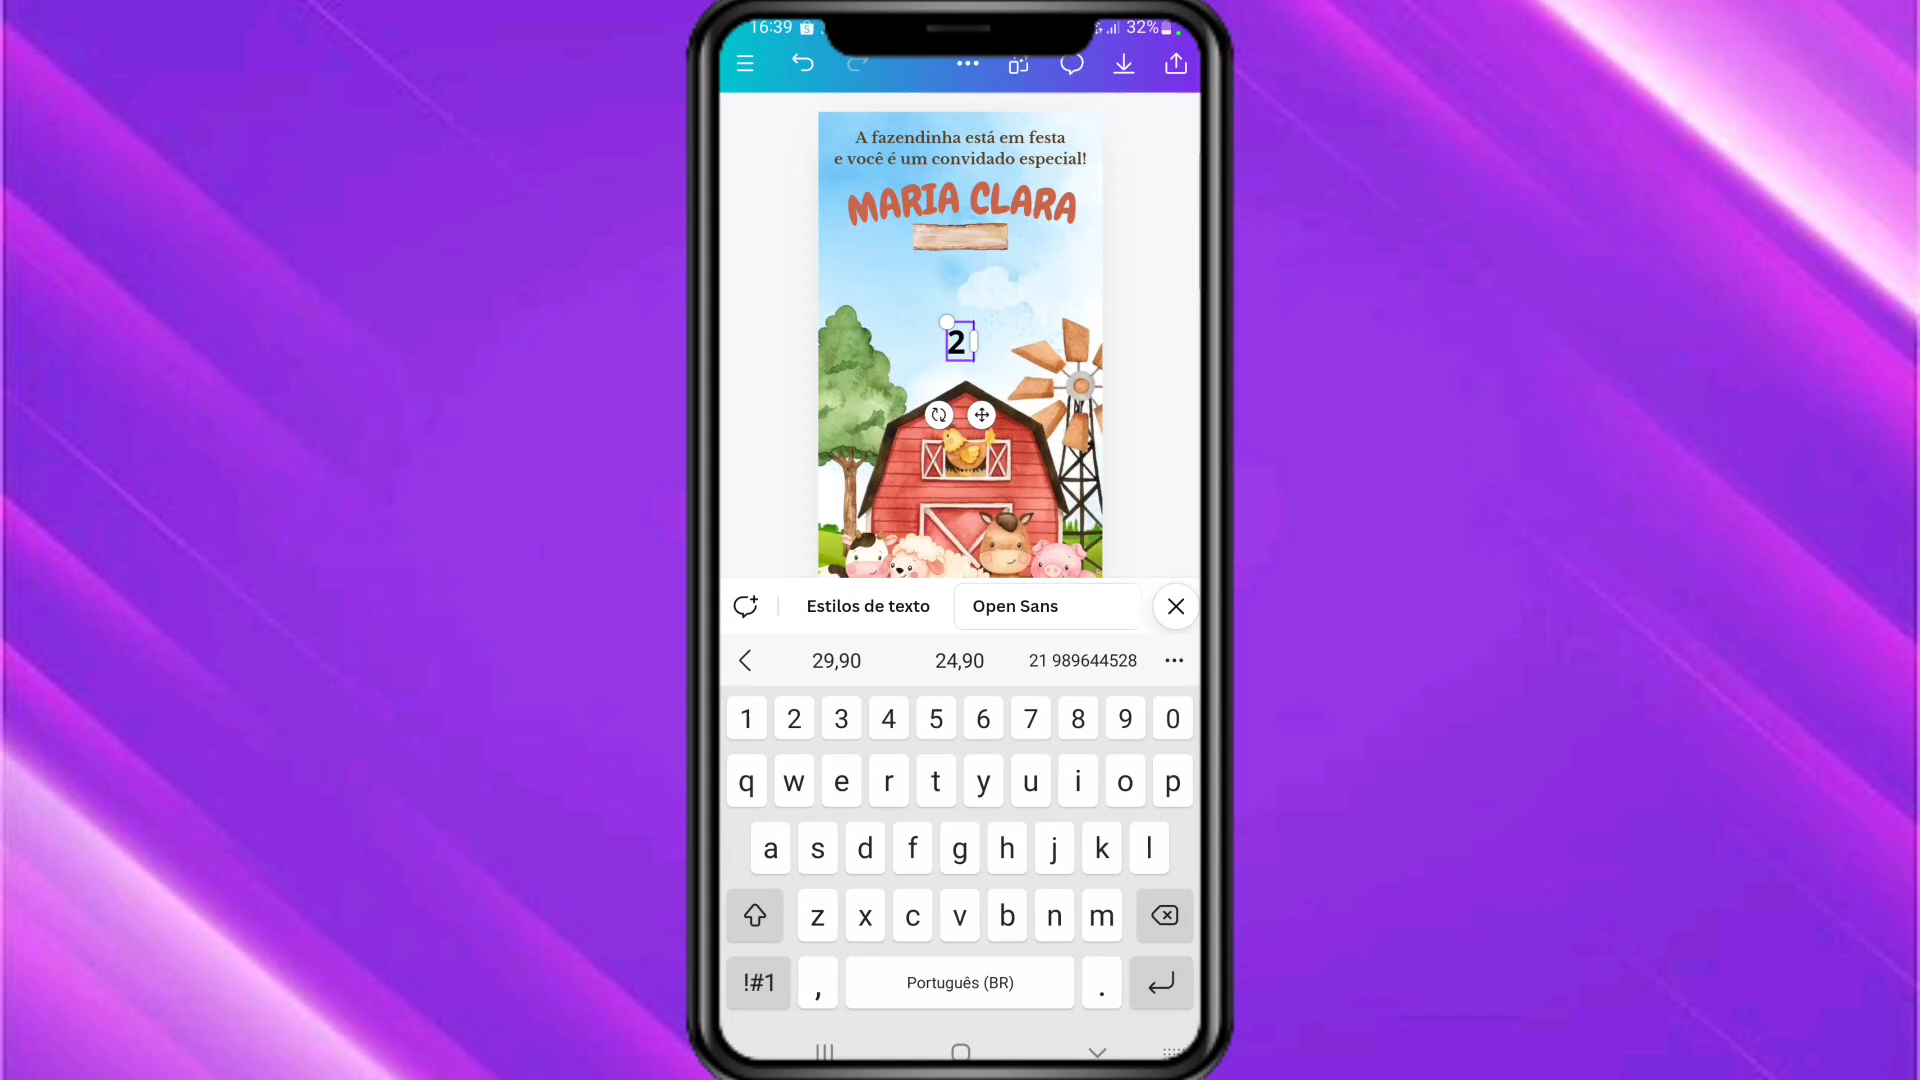 16:39
32%
A fazendinha está em festa
e você é um convidado especial!
MARIA CLARA
2
Estilos de texto
Open Sans
29,90
24,90
21 989644528
1 2 3 4 5 6 7 8 9 0
q w e r t y u i o p
a s d f g h j k l
z x c v b n m
!#1 , Português (BR) .